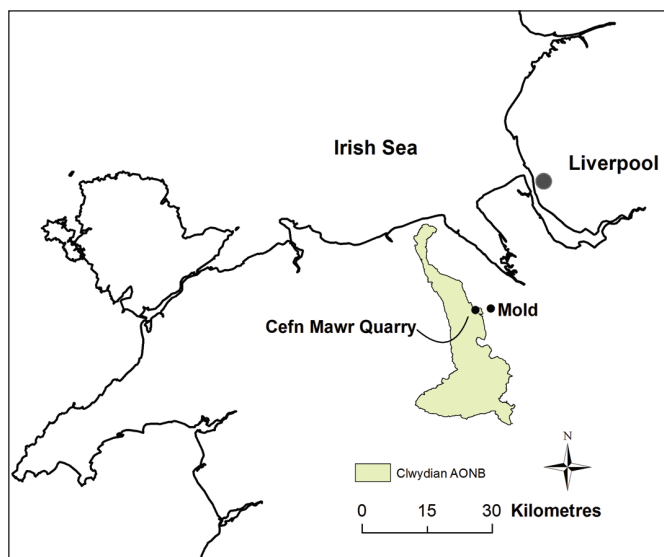 Irish Sea
Liverpool
Mold
Cefn Mawr Quarry
N
Clwydian AONB
0 15 30 Kilometres